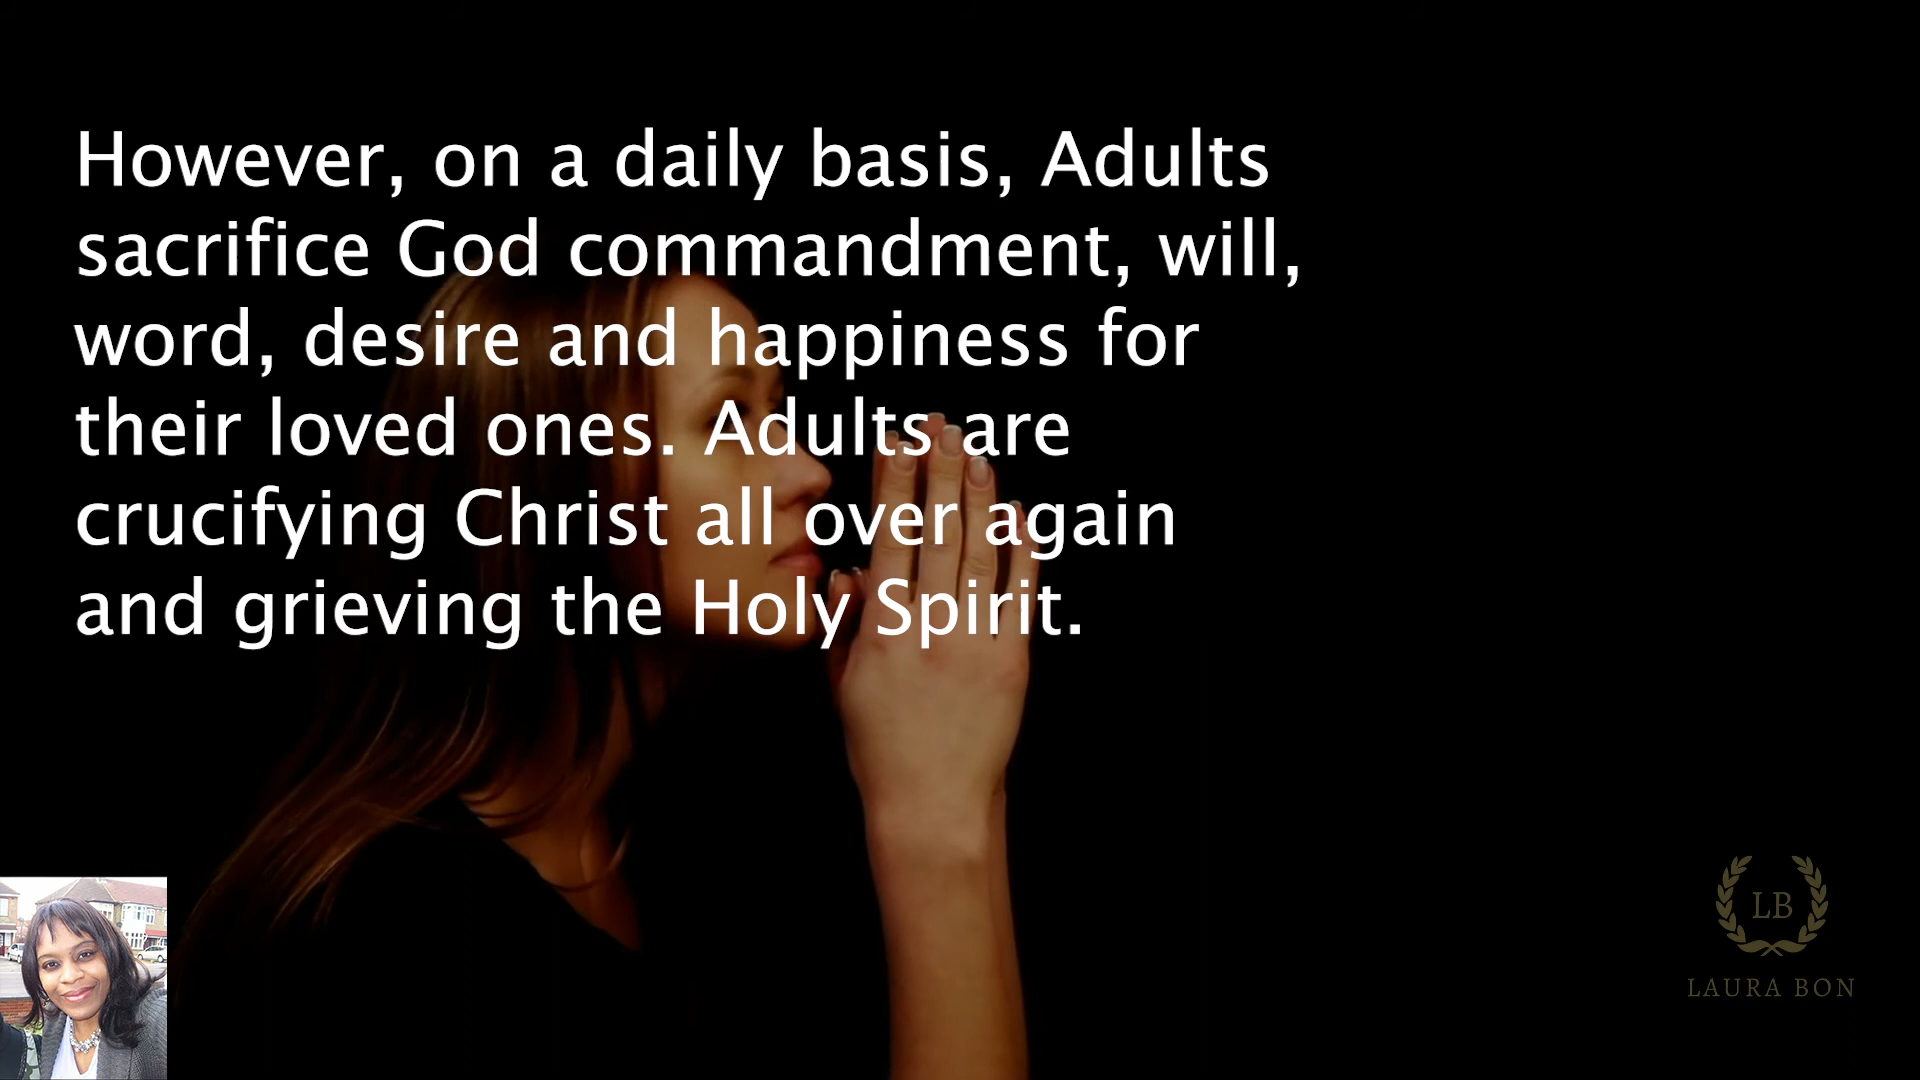 However, on a daily basis, Adults
sacrifice God commandment, will,
word, desire and happiness for
their loved ones. Adults are
crucifying Christ all over again
and grieving the Holy Spirit.
LB
LAURA BON